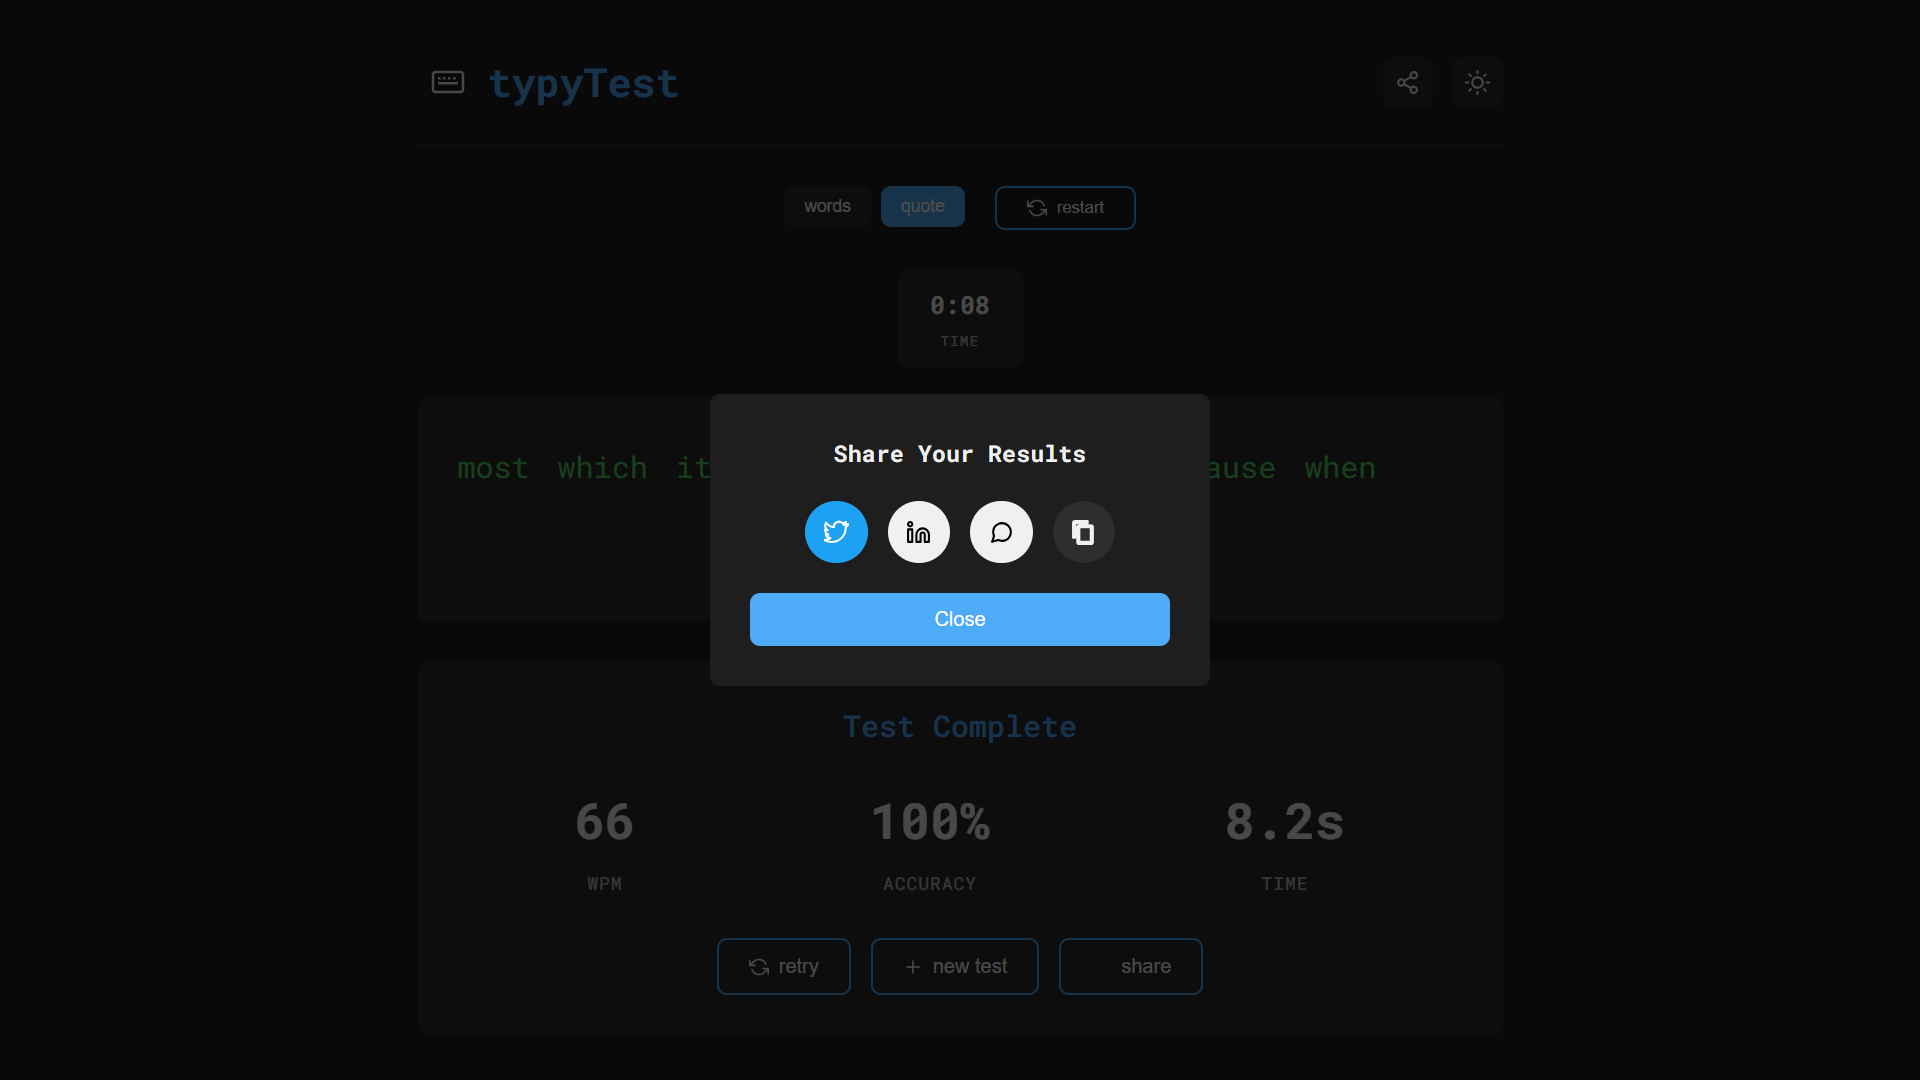 typyTest
words quote restart
0:08
TIME
most which it ause when
Share Your Results
Close
Test Complete
66 100% 8.2s
WPM ACCURACY TIME
retry new test share